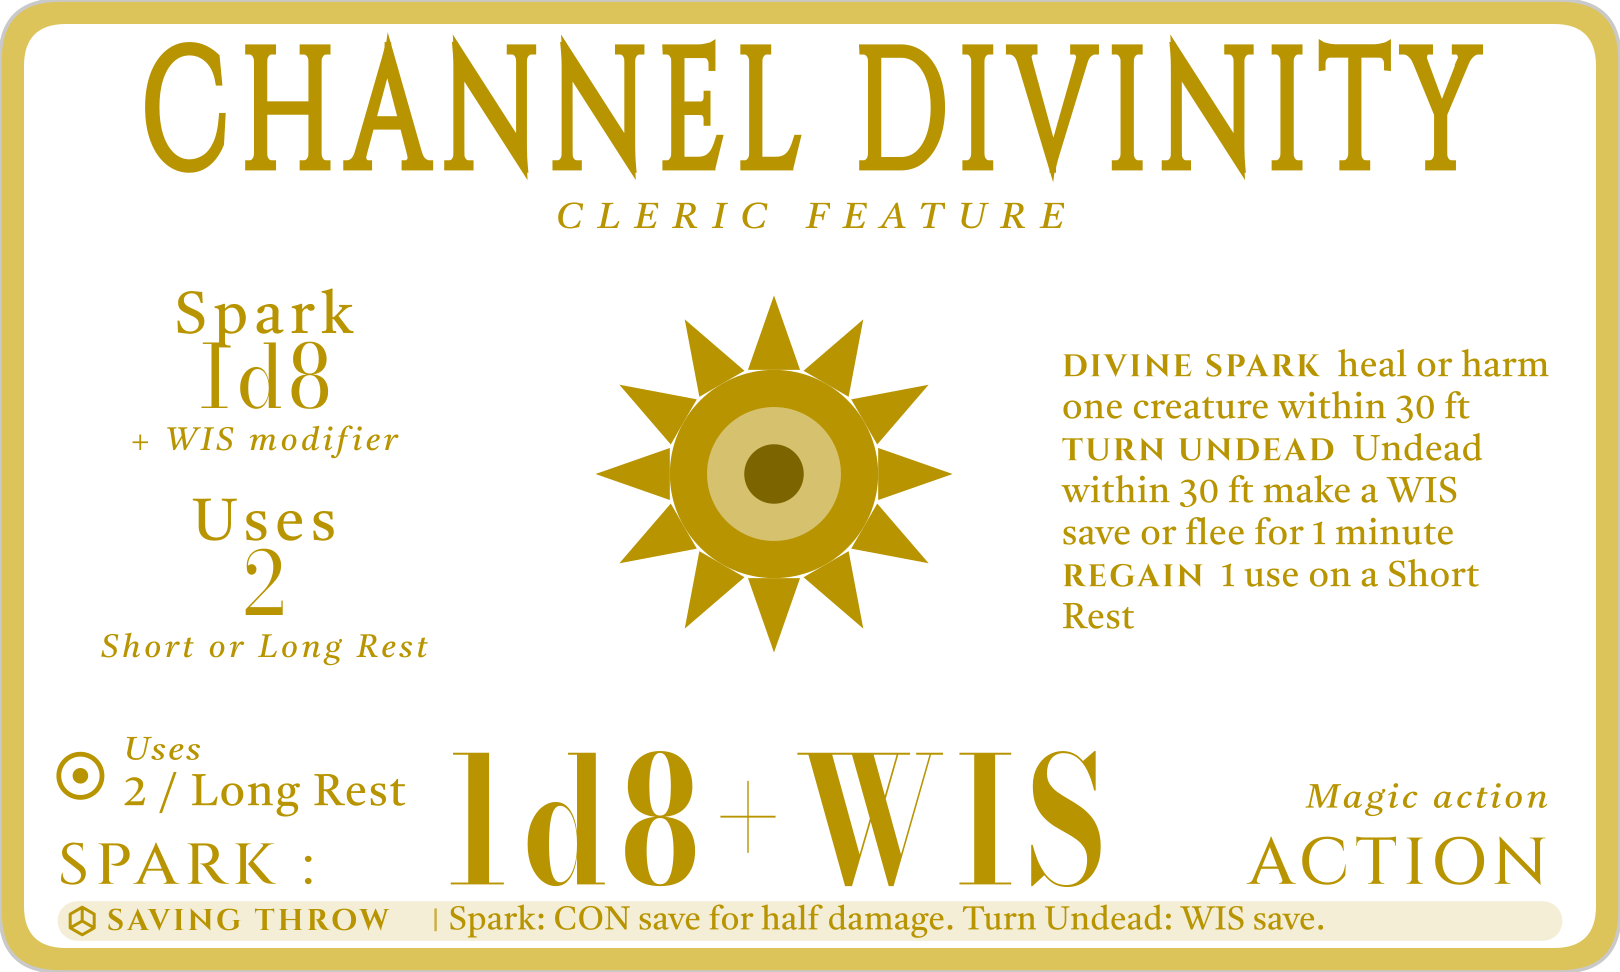 CHANNEL DIVINITY
CLERIC FEATURE
Spark
1d8
+ WIS modifier
Uses
2
Short or Long Rest
DIVINE SPARK heal or harm
one creature within 30 ft
TURN UNDEAD Undead
within 30 ft make a WIS
save or flee for 1 minute
REGAIN 1 use on a Short
Rest
Uses
2 / Long Rest
SPARK :
1d8+WIS
Magic action
ACTION
SAVING THROW | Spark: CON save for half damage. Turn Undead: WIS save.